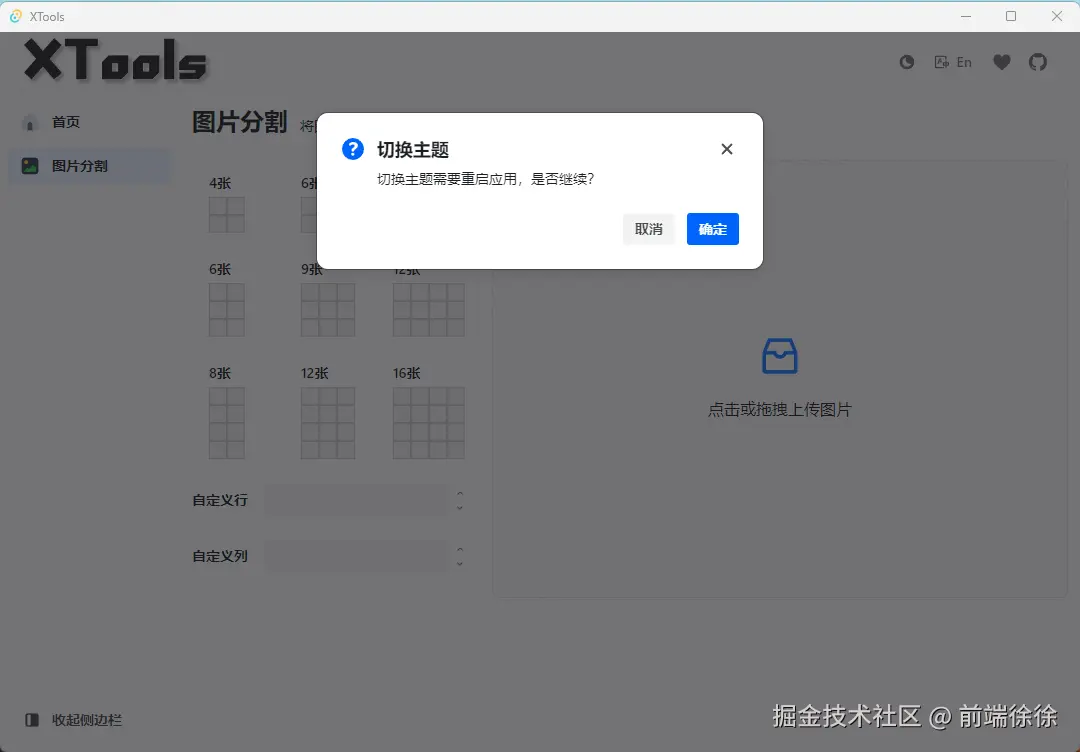 XTools
XTools
En
首页
图片分割
图片分割
切换主题
切换主题需要重启应用，是否继续？
取消
确定
4张
6张
9张
12张
8张
12张
16张
点击或拖拽上传图片
自定义行
自定义列
收起侧边栏
掘金技术社区 @ 前端徐徐